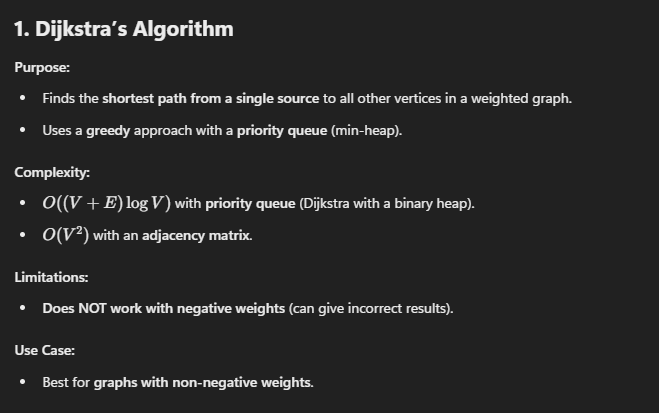 1. Dijkstra's Algorithm
Purpose:
• Finds the shortest path from a single source to all other vertices in a weighted graph.
• Uses a greedy approach with a priority queue (min-heap).
Complexity:
• O((V + E) log V) with priority queue (Dijkstra with a binary heap).
• O(V²) with an adjacency matrix.
Limitations:
• Does NOT work with negative weights (can give incorrect results).
Use Case:
• Best for graphs with non-negative weights.